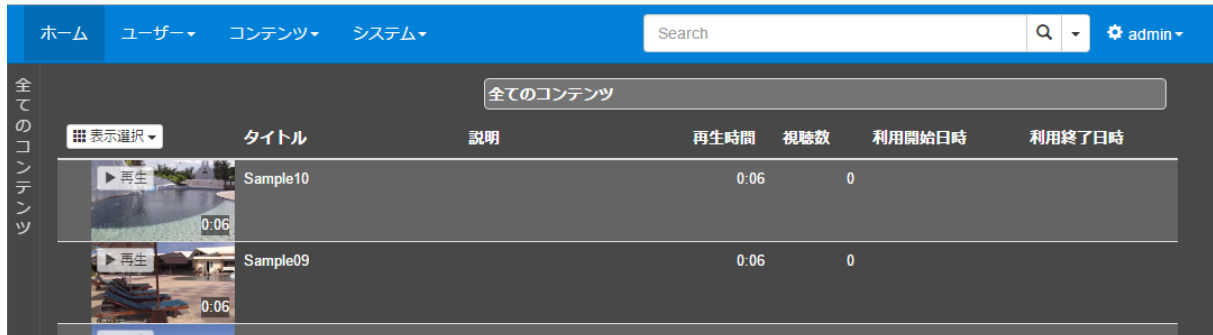 ホーム ユーザー コンテンツ システム Search admin
全てのコンテンツ
全てのコンテンツ
表示選択 タイトル 説明 再生時間 視聴数 利用開始日時 利用終了日時
再生 Sample10 0:06 0
0:06
再生 Sample09 0:06 0
0:06